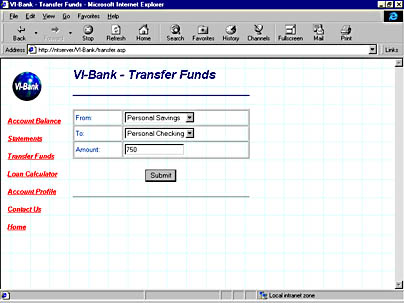 VI-Bank - Transfer Funds - Microsoft Internet Explorer
File Edit View Go Favorites Help
Back Forward Stop Refresh Home Search Favorites History Channels Fullscreen Mail Print
Address http://ntserver/VI-Bank/transfer.asp Links
VI-Bank
VI-Bank - Transfer Funds
From: Personal Savings
To: Personal Checking
Amount: 750
Submit
Account Balance
Statements
Transfer Funds
Loan Calculator
Account Profile
Contact Us
Home
Local intranet zone